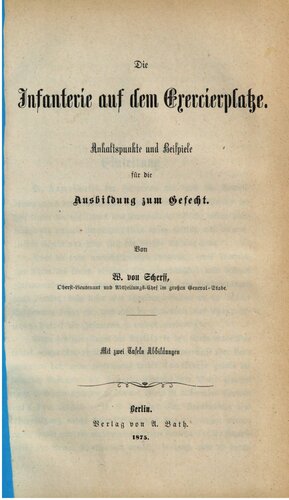 Die
Infanterie auf dem Exercierplatze.
Anhaltspunkte und Beispiele
für die
Ausbildung zum Gefecht.
Von
W. von Scherff,
Oberst-Lieutenant und Abtheilungs-Chef im großen General-Stabe.
Mit zwei Tafeln Abbildungen
Berlin.
Verlag von A. Bath.
1875.